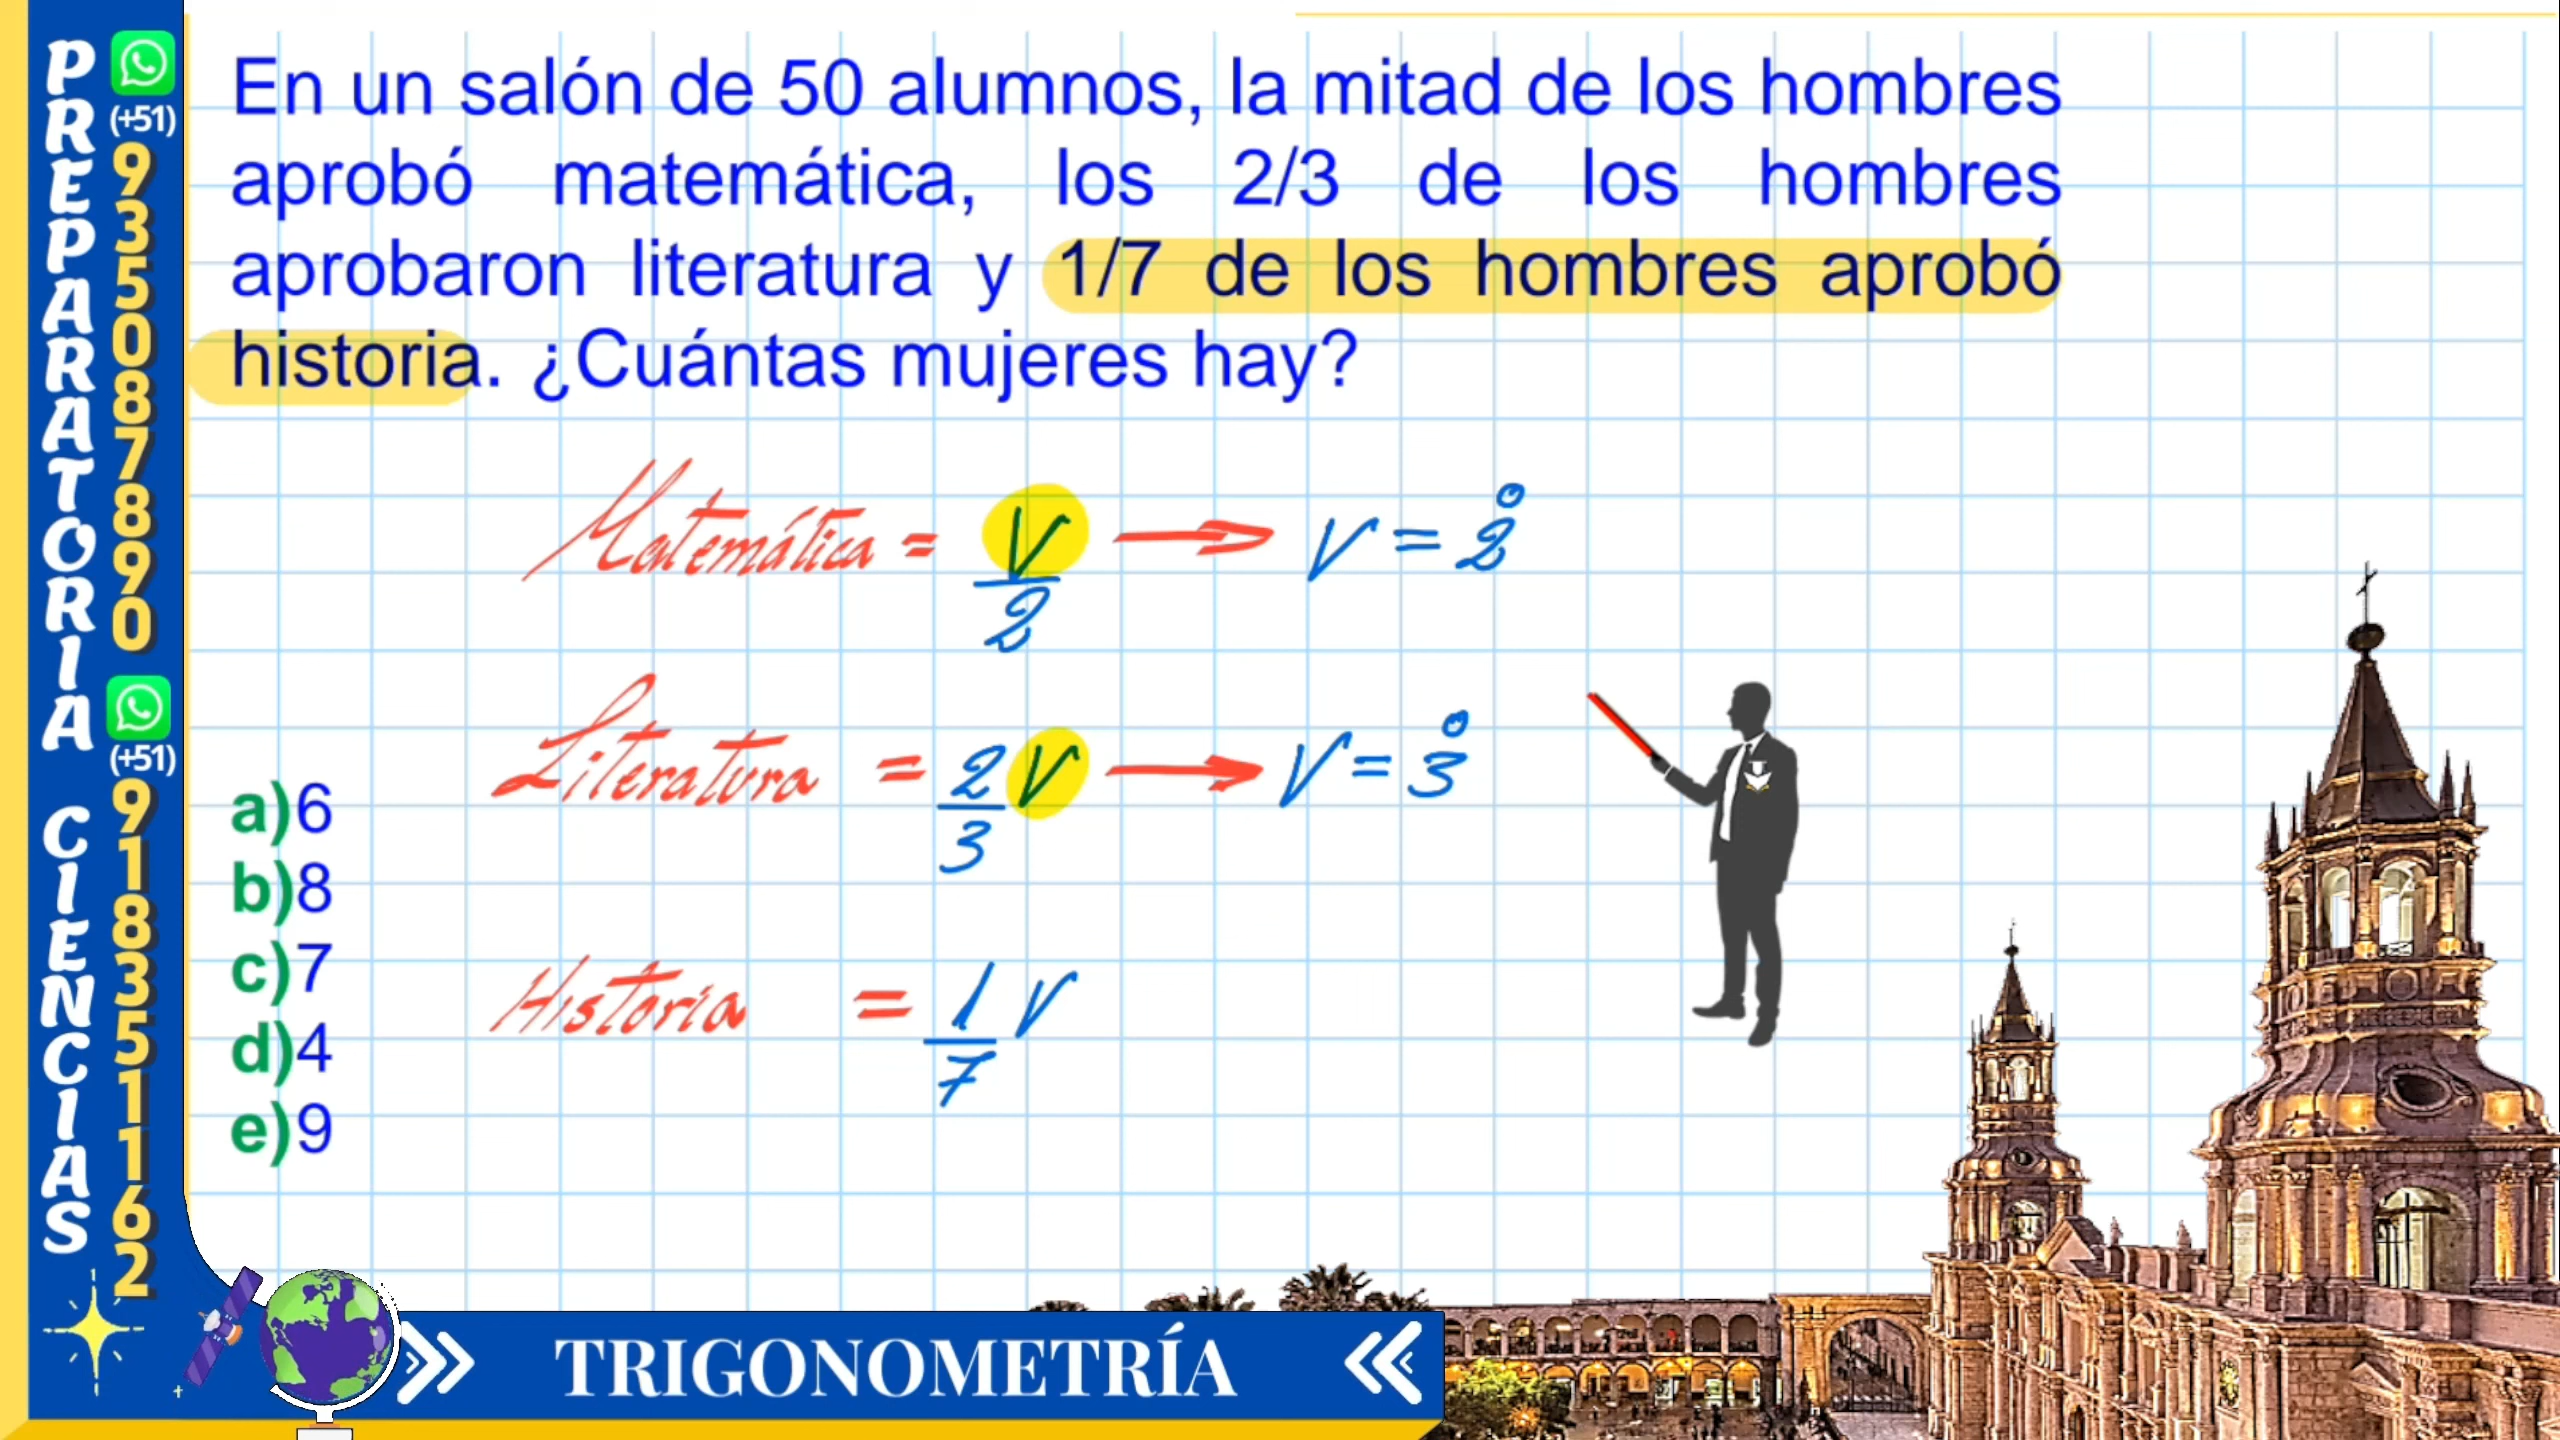 PREPARATORIA CIENCIAS
(+51)
935087890
(+51)
918351162
En un salón de 50 alumnos, la mitad de los hombres
aprobó matemática, los 2/3 de los hombres
aprobaron literatura y 1/7 de los hombres aprobó
historia. ¿Cuántas mujeres hay?
Matemática = V/2 → V = 2̊
Literatura = 2/3 V → V = 3̊
Historia = 1/7 V
a)6
b)8
c)7
d)4
e)9
TRIGONOMETRÍA